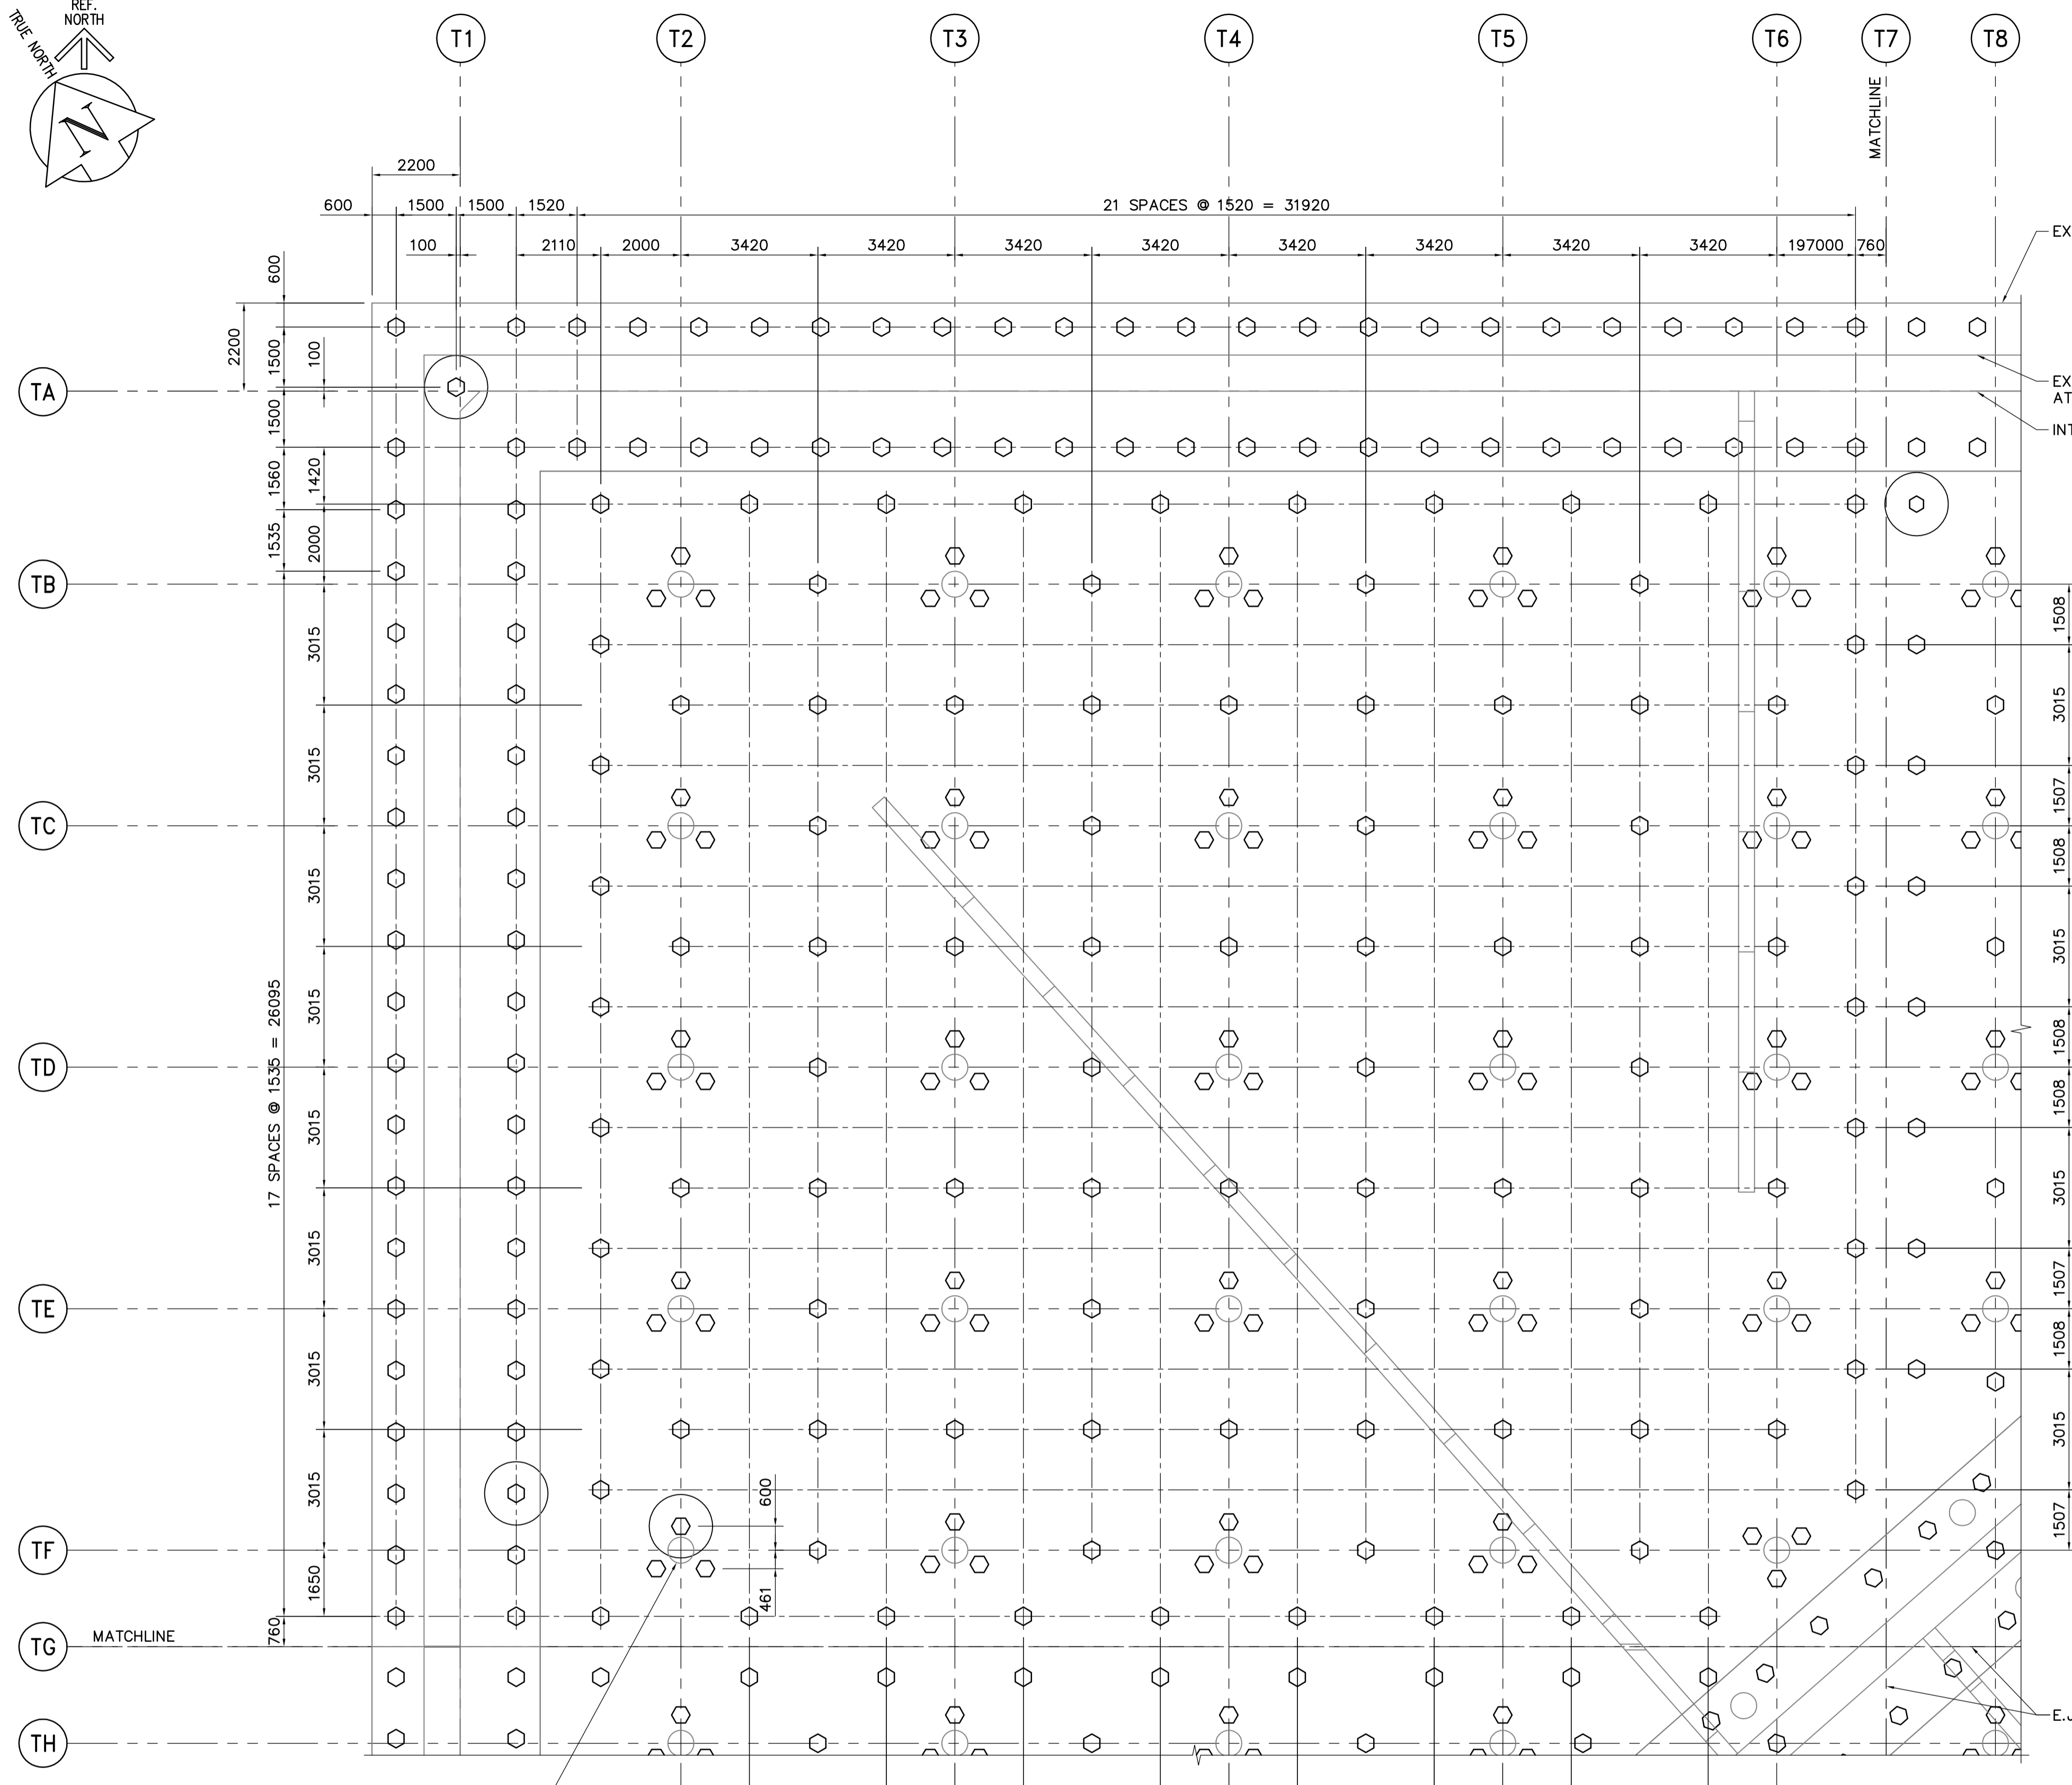 REF.
NORTH
TRUE NORTH
N
T1
T2
T3
T4
T5
T6
T7
T8
MATCHLINE
2200
600
1500
1500
1520
21 SPACES @ 1520 = 31920
100
2110
2000
3420
3420
3420
3420
3420
3420
3420
3420
197000
760
EX
600
2200
1500
100
TA
EX
AT
INT
1500
1560
1420
1535
2000
TB
1508
3015
3015
3015
1507
TC
1508
3015
3015
3015
17 SPACES @ 1535 = 26095
1508
TD
1508
3015
3015
3015
1507
TE
1508
3015
3015
3015
600
1507
TF
1650
461
760
TG
MATCHLINE
E.J
TH